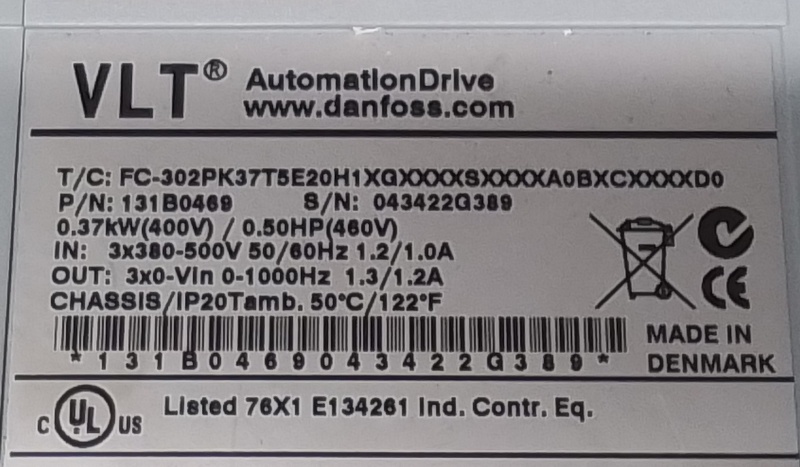 VLT® AutomationDrive
www.danfoss.com
T/C: FC-302PK37T5E20H1XGXXXXSXXXXA0BXCXXXXD0
P/N: 131B0469 S/N: 043422G389
0.37kW(400V) / 0.50HP(460V)
IN: 3x380-500V 50/60Hz 1.2/1.0A
OUT: 3x0-Vin 0-1000Hz 1.3/1.2A
CHASSIS/IP20Tamb. 50°C/122°F
CE
*131B0469043422G389*
MADE IN
DENMARK
C UL US Listed 76X1 E134261 Ind. Contr. Eq.